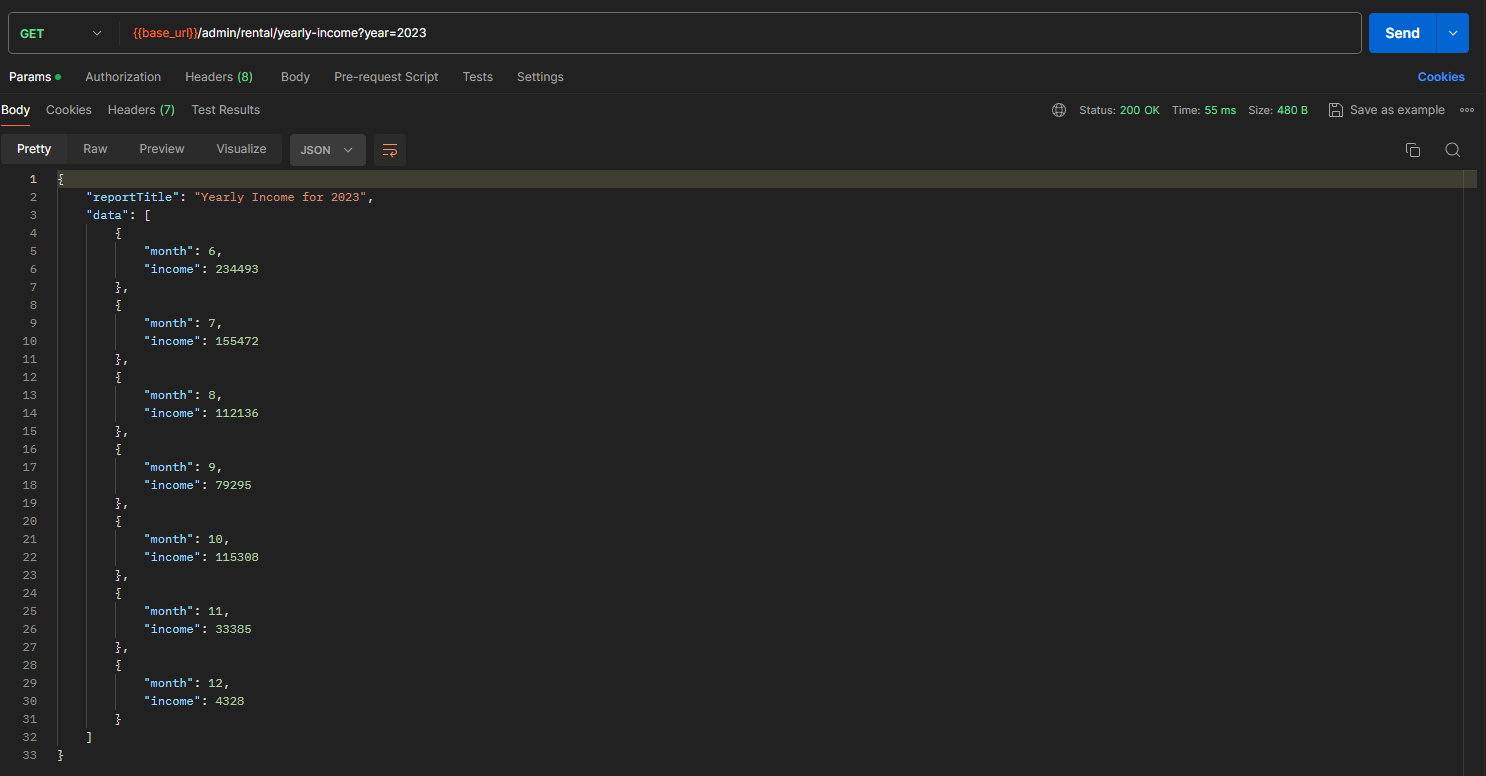 GET {{base_url}}/admin/rental/yearly-income?year=2023 Send
Params Authorization Headers (8) Body Pre-request Script Tests Settings Cookies
Body Cookies Headers (7) Test Results Status: 200 OK Time: 55 ms Size: 480 B Save as example
Pretty Raw Preview Visualize JSON
1 {
2 "reportTitle": "Yearly Income for 2023",
3 "data": [
4 {
5 "month": 6,
6 "income": 234493
7 },
8 {
9 "month": 7,
10 "income": 155472
11 },
12 {
13 "month": 8,
14 "income": 112136
15 },
16 {
17 "month": 9,
18 "income": 79295
19 },
20 {
21 "month": 10,
22 "income": 115308
23 },
24 {
25 "month": 11,
26 "income": 33385
27 },
28 {
29 "month": 12,
30 "income": 4328
31 }
32 ]
33 }